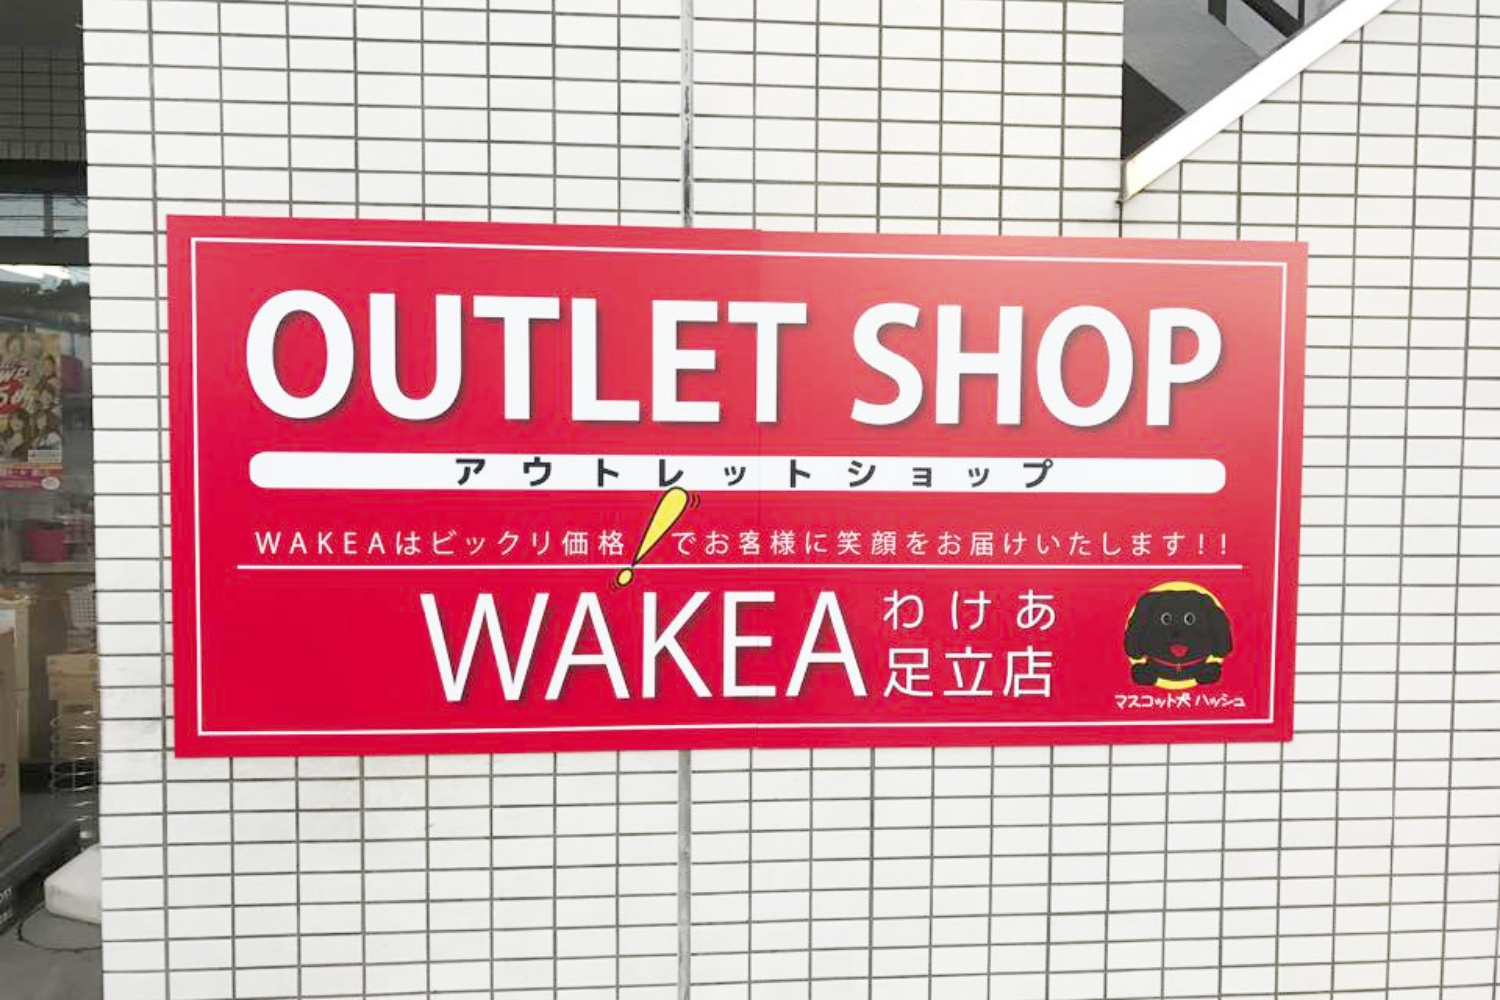 OUTLET SHOP
アウトレットショップ
WAKEAはビックリ価格!でお客様に笑顔をお届けいたします!!
WAKEA わけあ
足立店
マスコット犬 ハッシュ